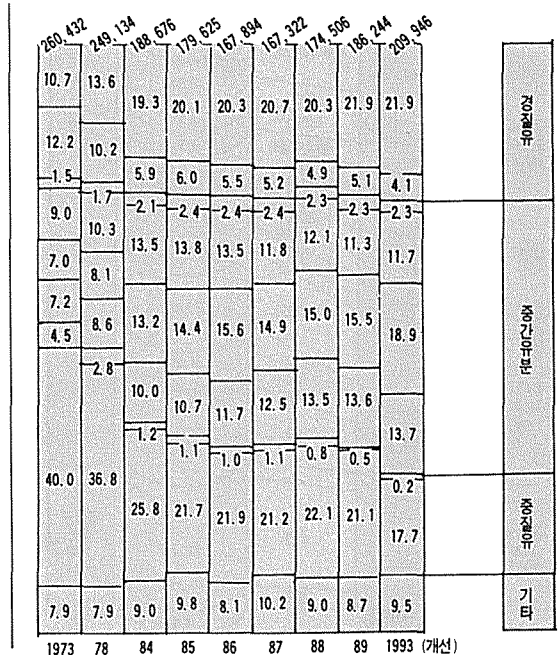 260,432 249,134 188,676 179,625 167,894 167,322 174,506 186,244 209,946
10.7 13.6 19.3 20.1 20.3 20.7 20.3 21.9 21.9
12.2 10.2 5.9 6.0 5.5 5.2 4.9 5.1 4.1
1.5 1.7 2.1 2.4 2.4 2.4 2.3 2.3 2.3
9.0 10.3 13.5 13.8 13.5 11.8 12.1 11.3 11.7
7.0 8.1 13.2 14.4 15.6 14.9 15.0 15.5 18.9
7.2 8.6 10.0 10.7 11.7 12.5 13.5 13.6 13.7
4.5 2.8 1.2 1.1 1.0 1.1 0.8 0.5 0.2
40.0 36.8 25.8 21.7 21.9 21.2 22.1 21.1 17.7
7.9 7.9 9.0 9.8 8.1 10.2 9.0 8.7 9.5
1973 78 84 85 86 87 88 89 1993 (개선)
경질유
중간유분
중질유
기타